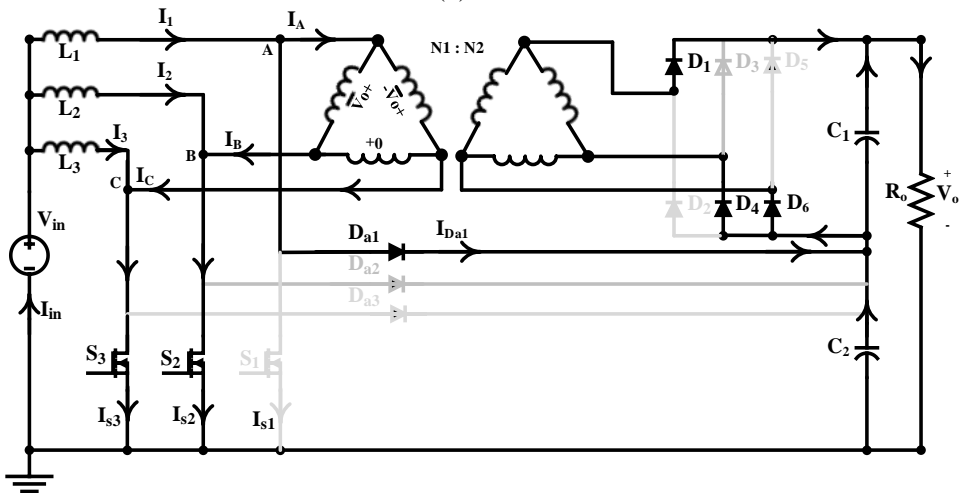 I1
IA
L1
A
N1 : N2
D1
D3
D5
I2
L2
Vo+
-Vo+
I3
IB
+0
L3
B
C1
C
IC
Ro
+
Vo
-
D2
D4
D6
Vin
Da1
IDa1
Da2
Da3
Iin
S3
S2
S1
C2
Is3
Is2
Is1